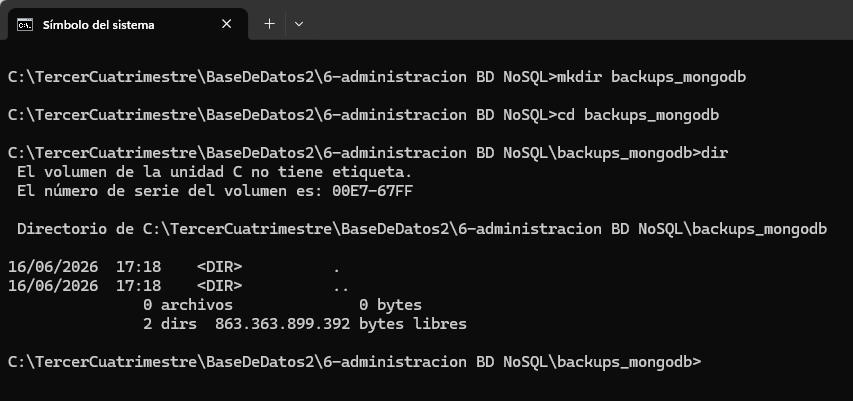 Símbolo del sistema
C:\TercerCuatrimestre\BaseDeDatos2\6-administracion BD NoSQL>mkdir backups_mongodb
C:\TercerCuatrimestre\BaseDeDatos2\6-administracion BD NoSQL>cd backups_mongodb
C:\TercerCuatrimestre\BaseDeDatos2\6-administracion BD NoSQL\backups_mongodb>dir
 El volumen de la unidad C no tiene etiqueta.
 El número de serie del volumen es: 00E7-67FF
 Directorio de C:\TercerCuatrimestre\BaseDeDatos2\6-administracion BD NoSQL\backups_mongodb
16/06/2026  17:18    <DIR>          .
16/06/2026  17:18    <DIR>          ..
               0 archivos              0 bytes
               2 dirs  863.363.899.392 bytes libres
C:\TercerCuatrimestre\BaseDeDatos2\6-administracion BD NoSQL\backups_mongodb>